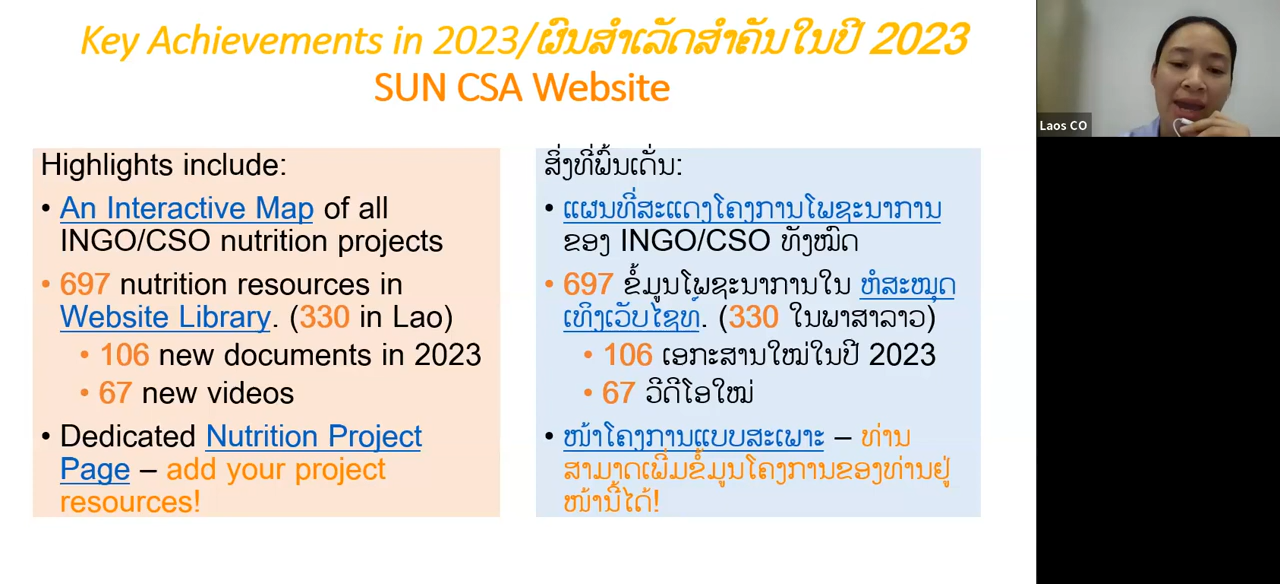 Key Achievements in 2023/ຜົນສຳເລັດສຳຄັນໃນປີ 2023
SUN CSA Website
Highlights include:
• An Interactive Map of all
INGO/CSO nutrition projects
• 697 nutrition resources in
Website Library. (330 in Lao)
• 106 new documents in 2023
• 67 new videos
• Dedicated Nutrition Project
Page – add your project
resources!
ສິ່ງທີ່ພົ້ນເດັ່ນ:
• ແຜນທີ່ສະແດງໂຄງການໂພຊະນາການ
ຂອງ INGO/CSO ທັງໝົດ
• 697 ຂໍ້ມູນໂພຊະນາການໃນ ຫໍສະໝຸດ
ເທິງເວັບໄຊທ໌. (330 ໃນພາສາລາວ)
• 106 ເອກະສານໃໝ່ໃນປີ 2023
• 67 ວີດີໂອໃໝ່
• ໜ້າໂຄງການແບບສະເພາະ – ທ່ານ
ສາມາດເພີ່ມຂໍ້ມູນໂຄງການຂອງທ່ານຢູ່
ໜ້ານີ້ໄດ້!
Laos CO